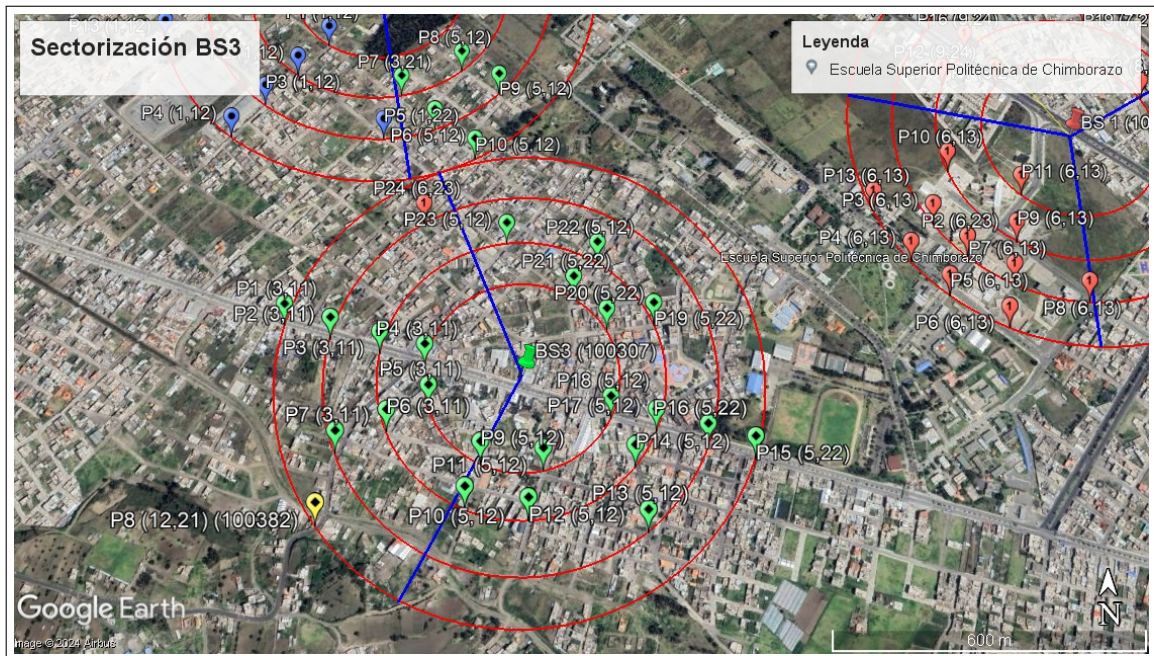 Sectorización BS3
Leyenda
Escuela Superior Politécnica de Chimborazo
P8 (5,12)
P7 (3,21)
P3 (1,12)
P9 (5,12)
P4 (1,12)
P5 (1,22)
P6 (5,12)
P10 (5,12)
P24 (6,23)
P23 (5,12)
P22 (5,12)
P21 (5,22)
P20 (5,22)
P19 (5,22)
P1 (3,11)
P2 (3,11)
P3 (3,11)
P4 (3,11)
P5 (3,11)
BS3 (100307)
P18 (5,12)
P17 (5,12)
P16 (5,22)
P6 (3,11)
P7 (3,11)
P9 (5,12)
P14 (5,12)
P15 (5,22)
P11 (5,12)
P13 (5,12)
P10 (5,12)
P12 (5,12)
P8 (12,21) (100382)
BS 1 (10
P10 (6,13)
P11 (6,13)
P13 (6,13)
P3 (6,13)
P2 (6,23)
P9 (6,13)
P4 (6,13)
P7 (6,13)
Escuela Superior Politécnica de Chimborazo
P5 (6,13)
P8 (6,13)
P6 (6,13)
Google Earth
Image © 2024 Airbus
600 m
N